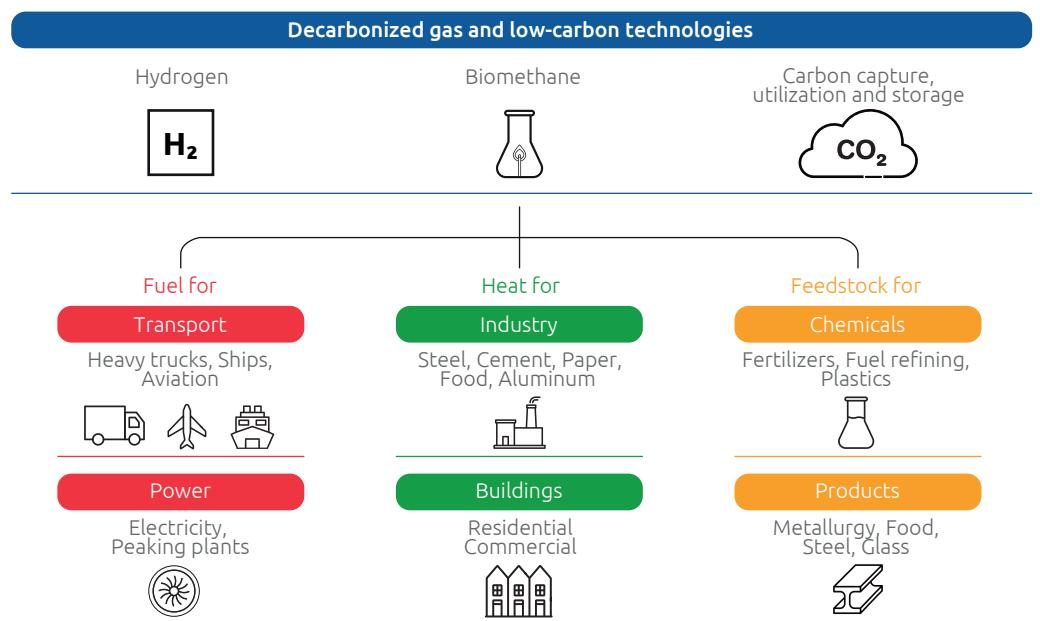 Decarbonized gas and low-carbon technologies
Hydrogen
H₂
Biomethane
Carbon capture,
utilization and storage
CO₂
Fuel for
Transport
Heavy trucks, Ships,
Aviation
Power
Electricity,
Peaking plants
Heat for
Industry
Steel, Cement, Paper,
Food, Aluminum
Buildings
Residential
Commercial
Feedstock for
Chemicals
Fertilizers, Fuel refining,
Plastics
Products
Metallurgy, Food,
Steel, Glass